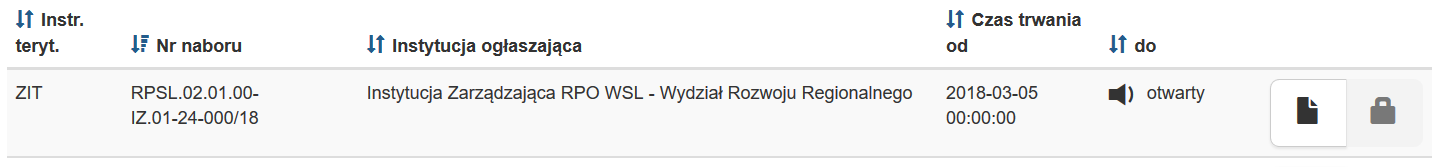 Instr. teryt.
Nr naboru
Instytucja ogłaszająca
Czas trwania od
do
ZIT
RPSL.02.01.00-
IZ.01-24-000/18
Instytucja Zarządzająca RPO WSL - Wydział Rozwoju Regionalnego
2018-03-05
00:00:00
otwarty